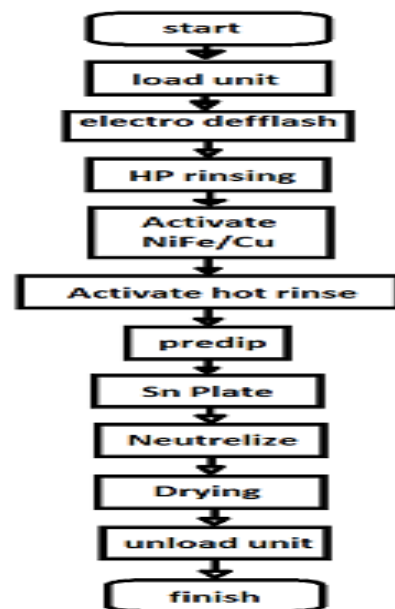 start
load unit
electro defflash
HP rinsing
Activate
NiFe/Cu
Activate hot rinse
predip
Sn Plate
Neutrelize
Drying
unload unit
finish